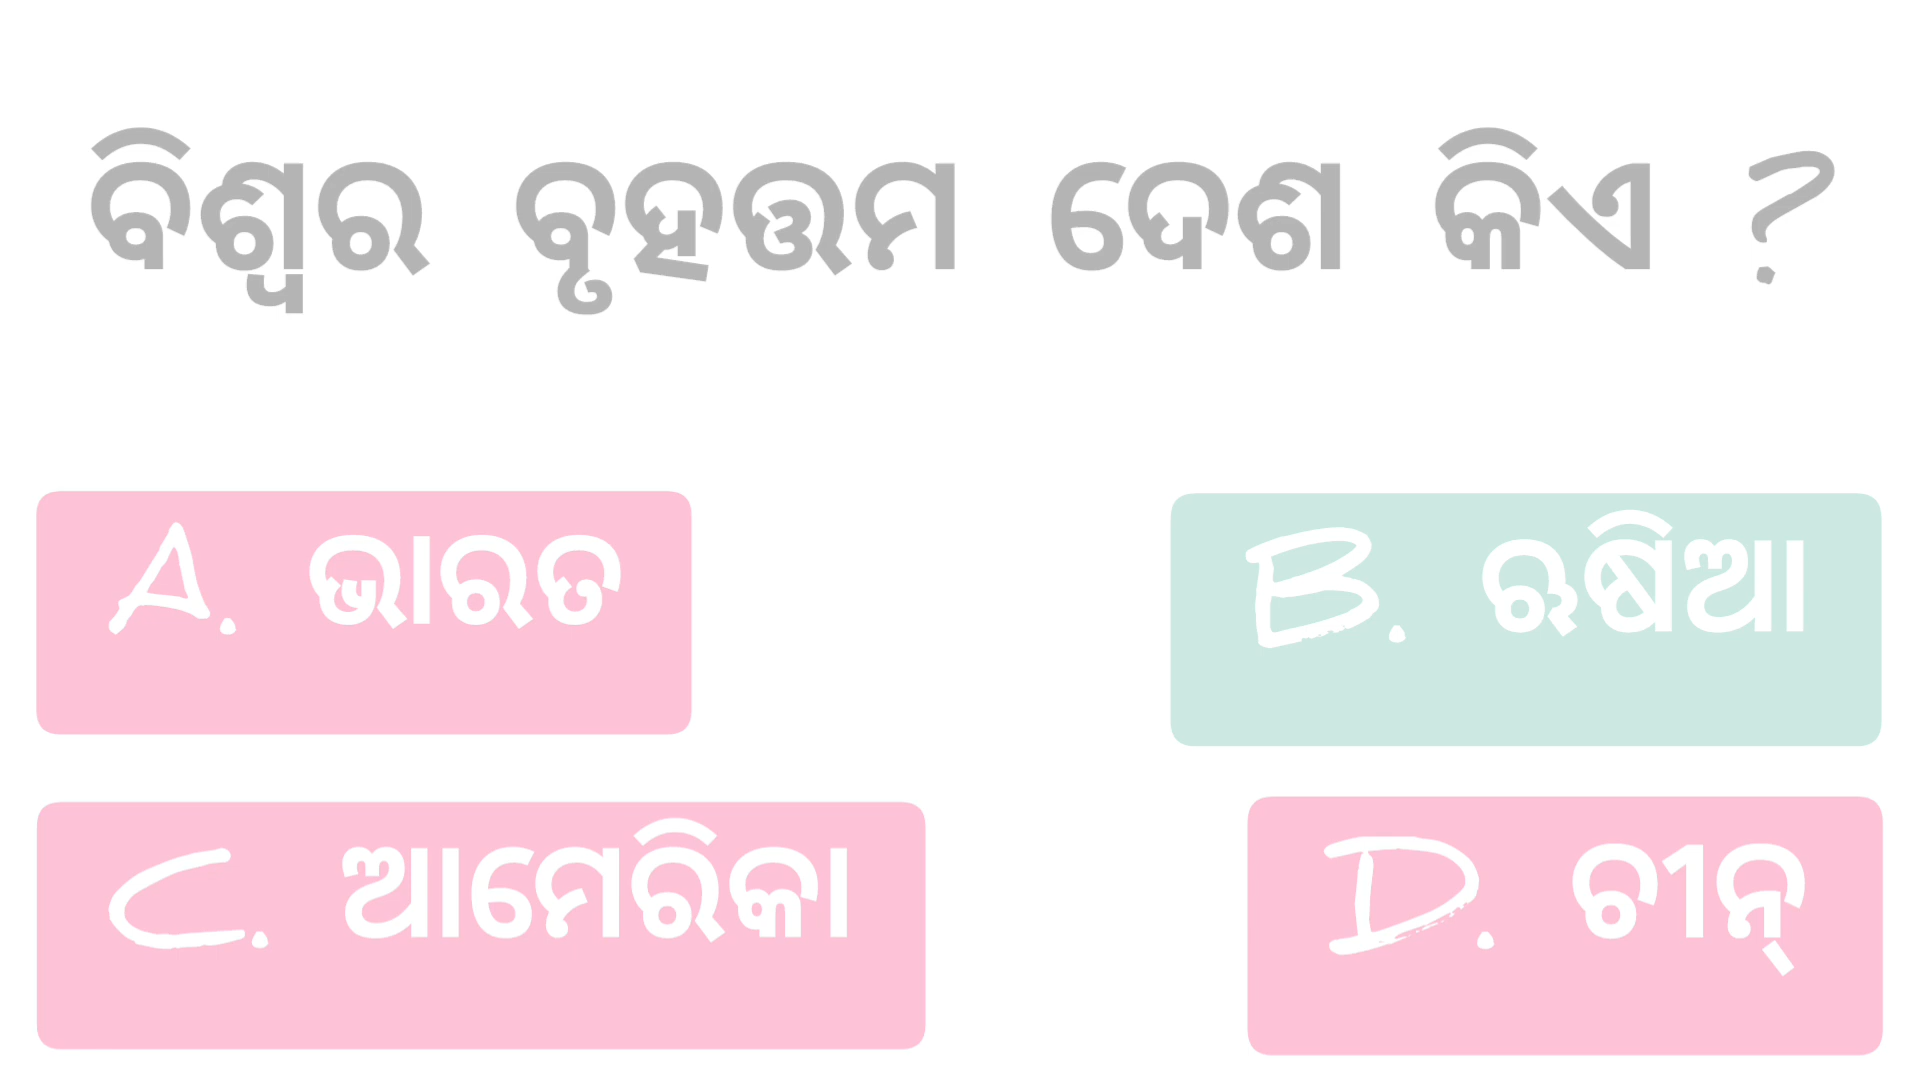 ବିଶ୍ୱର ବୃହତ୍ତମ ଦେଶ କିଏ ?
A. ଭାରତ
B. ଋଷିଆ
C. ଆମେରିକା
D. ଚୀନ୍